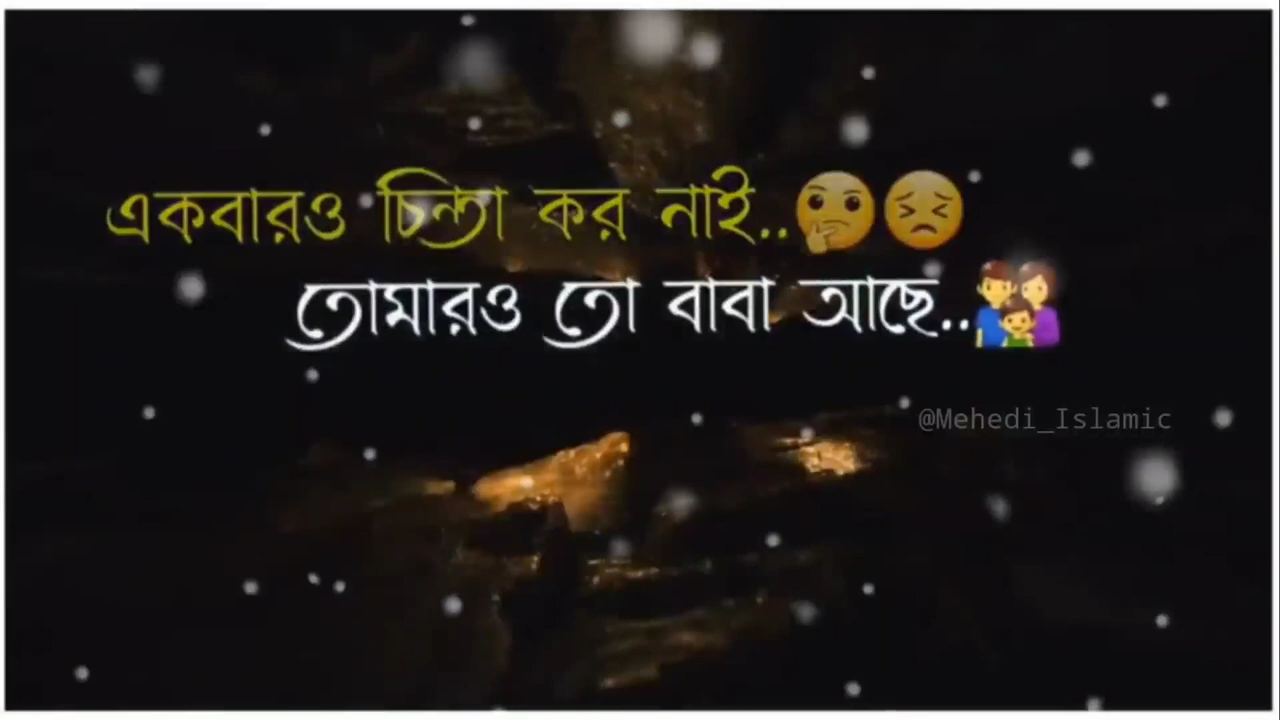 একবারও চিন্তা কর নাই..🤔😣
তোমারও তো বাবা আছে..👨‍👩‍👦
@Mehedi_Islamic